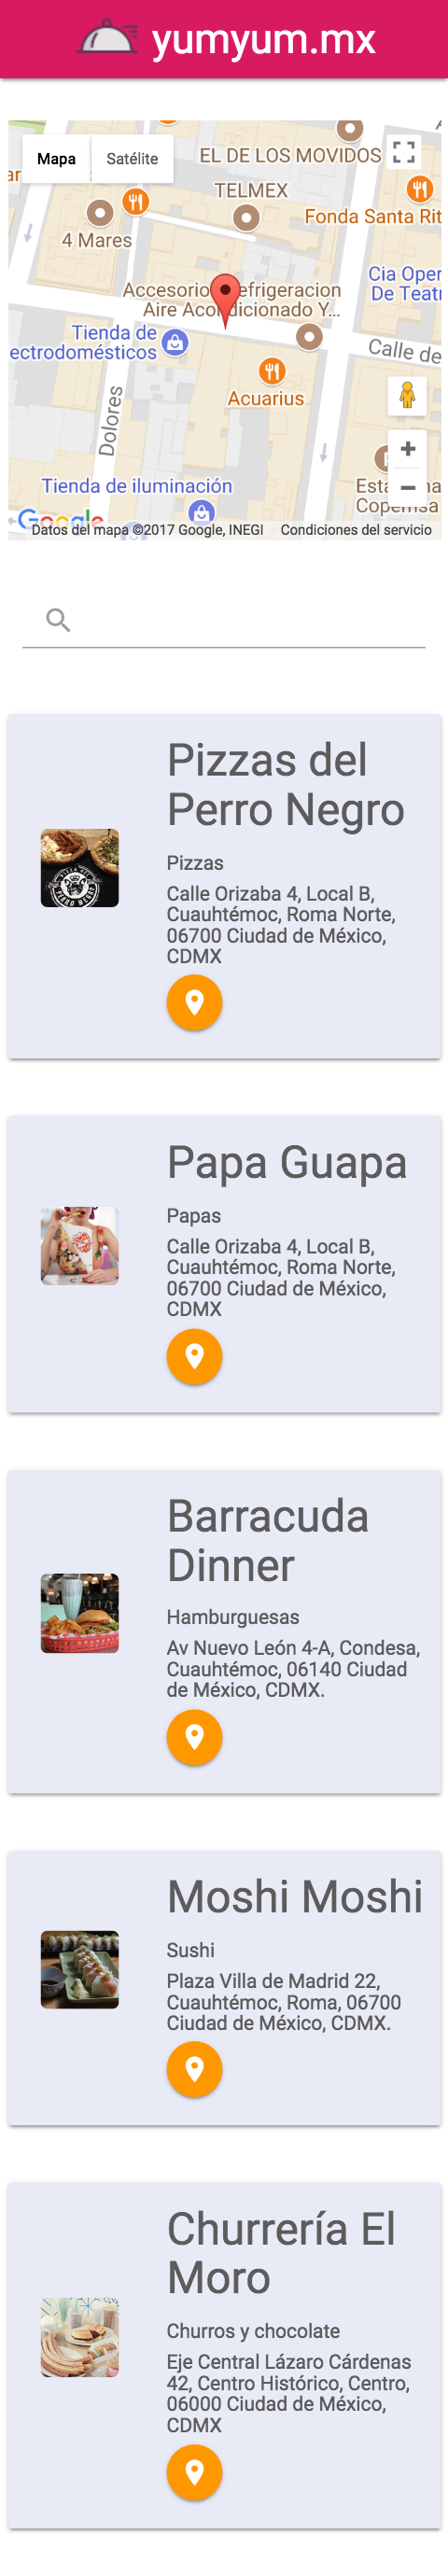 yumyum.mx
Mapa
Satélite
EL DE LOS MOVIDOS
TELMEX
Fonda Santa Rit
4 Mares
Cia Oper
De Teatr
Accesorio efrigeracion
Aire Aco dicionado Y...
Tienda de
ectrodomésticos
Calle de
Acuarius
Dolores
Tienda de iluminación
Google
Datos del mapa ©2017 Google, INEGI
Condiciones del servicio
Pizzas del
Perro Negro
Pizzas
Calle Orizaba 4, Local B,
Cuauhtémoc, Roma Norte,
06700 Ciudad de México,
CDMX
PERRO NEGRO
Papa Guapa
Papas
Calle Orizaba 4, Local B,
Cuauhtémoc, Roma Norte,
06700 Ciudad de México,
CDMX
Barracuda
Dinner
Hamburguesas
Av Nuevo León 4-A, Condesa,
Cuauhtémoc, 06140 Ciudad
de México, CDMX.
Moshi Moshi
Sushi
Plaza Villa de Madrid 22,
Cuauhtémoc, Roma, 06700
Ciudad de México, CDMX.
Churrería El
Moro
Churros y chocolate
Eje Central Lázaro Cárdenas
42, Centro Histórico, Centro,
06000 Ciudad de México,
CDMX